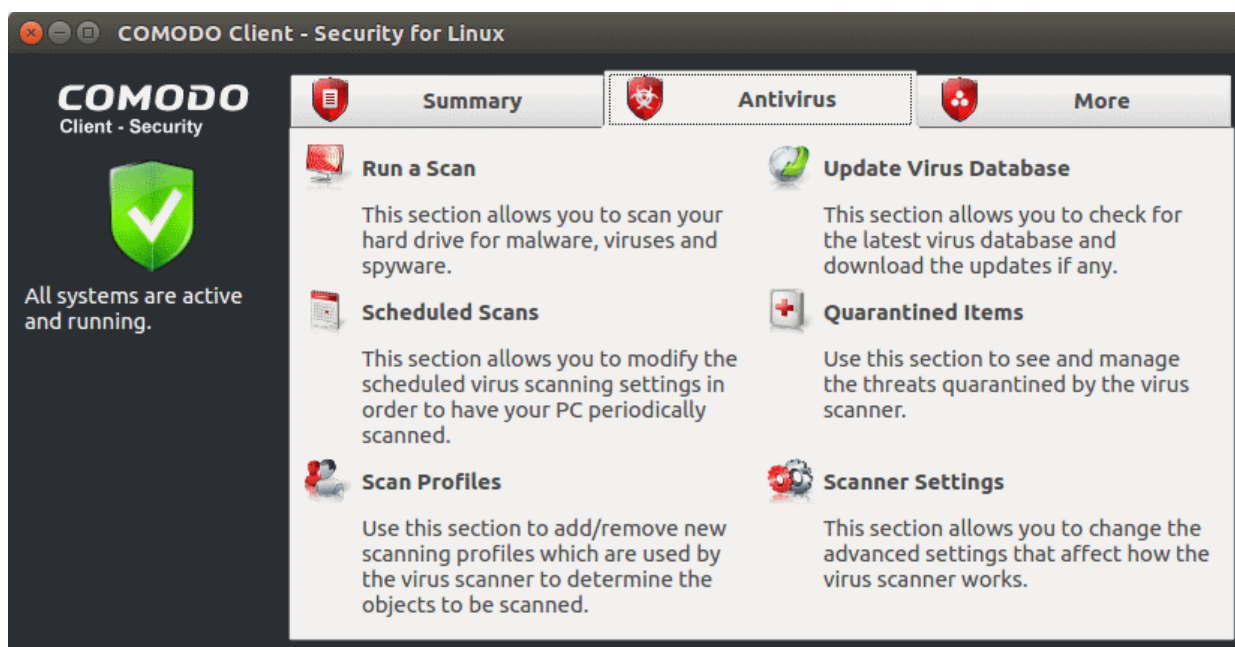 COMODO Client - Security for Linux
COMODO
Client - Security
All systems are active
and running.
Summary
Antivirus
More
Run a Scan
This section allows you to scan your
hard drive for malware, viruses and
spyware.
Update Virus Database
This section allows you to check for
the latest virus database and
download the updates if any.
Scheduled Scans
This section allows you to modify the
scheduled virus scanning settings in
order to have your PC periodically
scanned.
Quarantined Items
Use this section to see and manage
the threats quarantined by the virus
scanner.
Scan Profiles
Use this section to add/remove new
scanning profiles which are used by
the virus scanner to determine the
objects to be scanned.
Scanner Settings
This section allows you to change the
advanced settings that affect how the
virus scanner works.